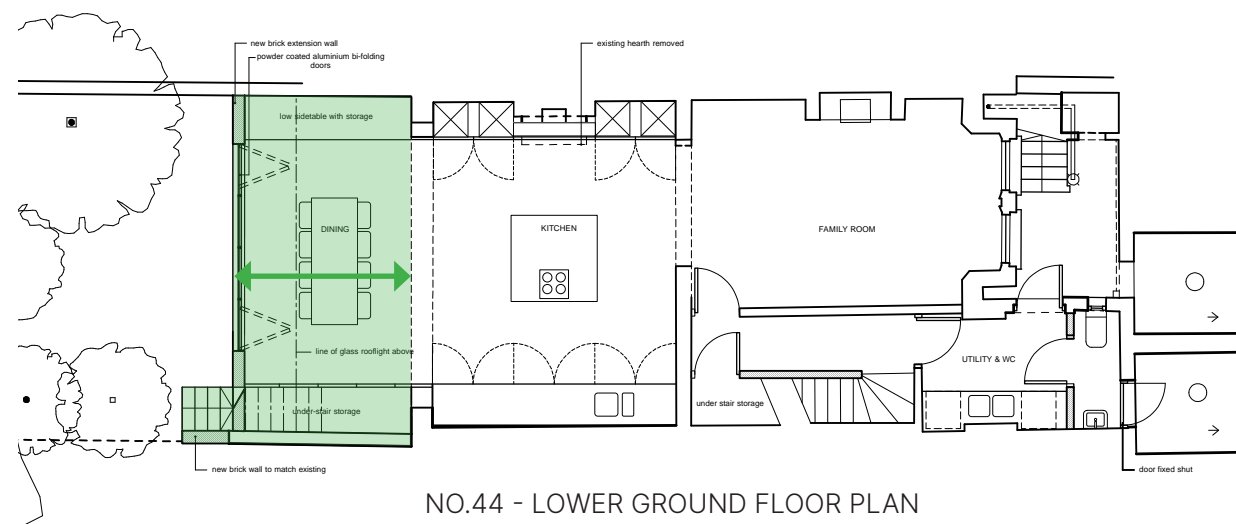 new brick extension wall
powder coated aluminium bi-folding
doors
existing hearth removed
low sidetable with storage
DINING
KITCHEN
FAMILY ROOM
line of glass rooflight above
UTILITY & WC
under-stair storage
under stair storage
new brick wall to match existing
door fixed shut
NO.44 - LOWER GROUND FLOOR PLAN